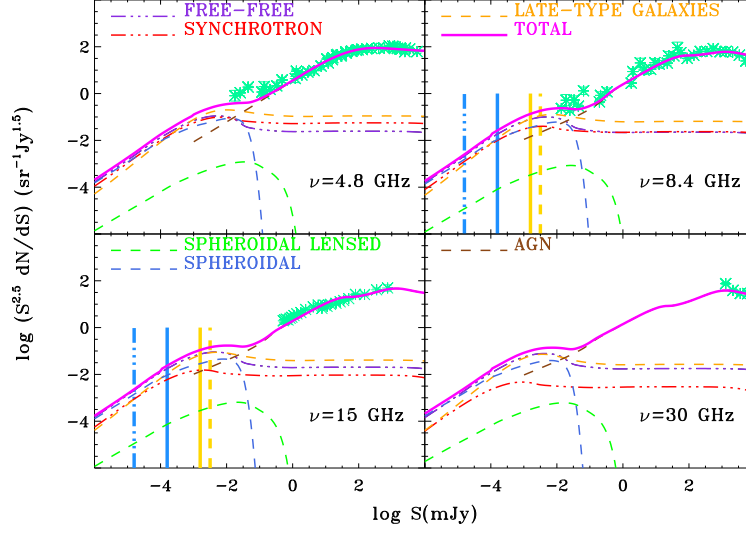 FREE-FREE
SYNCHROTRON
LATE-TYPE GALAXIES
TOTAL
2
0
-2
-4
ν=4.8 GHz
ν=8.4 GHz
SPHEROIDAL LENSED
SPHEROIDAL
AGN
2
0
-2
-4
ν=15 GHz
ν=30 GHz
-4 -2 0 2 -4 -2 0 2
log S(mJy)
log (S^2.5 dN/dS) (sr^-1 Jy^1.5)